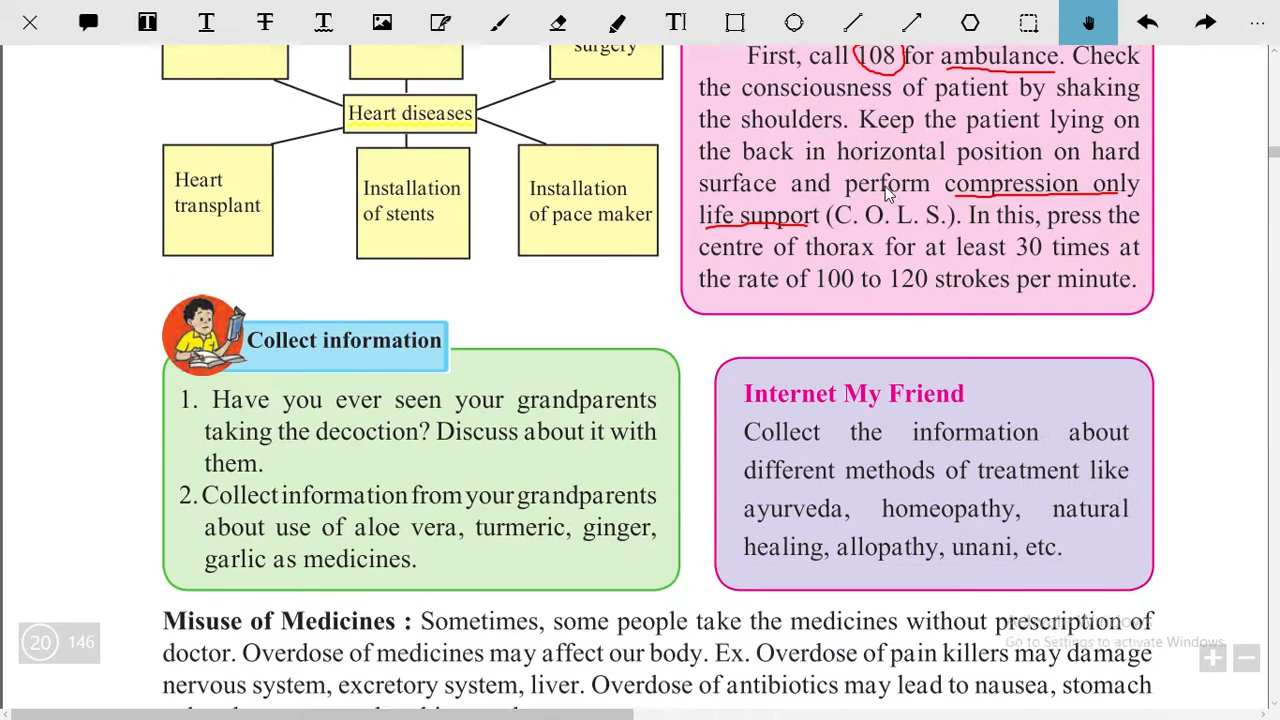 surgery
Heart diseases
Heart
transplant
Installation
of stents
Installation
of pace maker
First, call 108 for ambulance. Check
the consciousness of patient by shaking
the shoulders. Keep the patient lying on
the back in horizontal position on hard
surface and perform compression only
life support (C. O. L. S.). In this, press the
centre of thorax for at least 30 times at
the rate of 100 to 120 strokes per minute.
Collect information
1. Have you ever seen your grandparents
taking the decoction? Discuss about it with
them.
2. Collect information from your grandparents
about use of aloe vera, turmeric, ginger,
garlic as medicines.
Internet My Friend
Collect the information about
different methods of treatment like
ayurveda, homeopathy, natural
healing, allopathy, unani, etc.
Misuse of Medicines : Sometimes, some people take the medicines without prescription of
doctor. Overdose of medicines may affect our body. Ex. Overdose of pain killers may damage
nervous system, excretory system, liver. Overdose of antibiotics may lead to nausea, stomach
20 146
Activate Windows
Go to Settings to activate Windows.